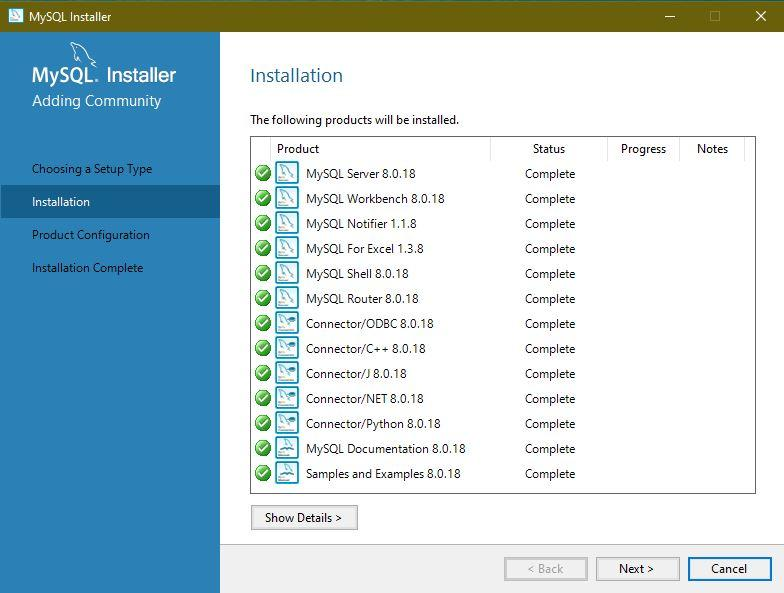 MySQL Installer
MySQL. Installer
Adding Community
Choosing a Setup Type
Installation
Product Configuration
Installation Complete
Installation
The following products will be installed.
Product Status Progress Notes
MySQL Server 8.0.18 Complete
MySQL Workbench 8.0.18 Complete
MySQL Notifier 1.1.8 Complete
MySQL For Excel 1.3.8 Complete
MySQL Shell 8.0.18 Complete
MySQL Router 8.0.18 Complete
Connector/ODBC 8.0.18 Complete
Connector/C++ 8.0.18 Complete
Connector/J 8.0.18 Complete
Connector/NET 8.0.18 Complete
Connector/Python 8.0.18 Complete
MySQL Documentation 8.0.18 Complete
Samples and Examples 8.0.18 Complete
Show Details >
< Back Next > Cancel